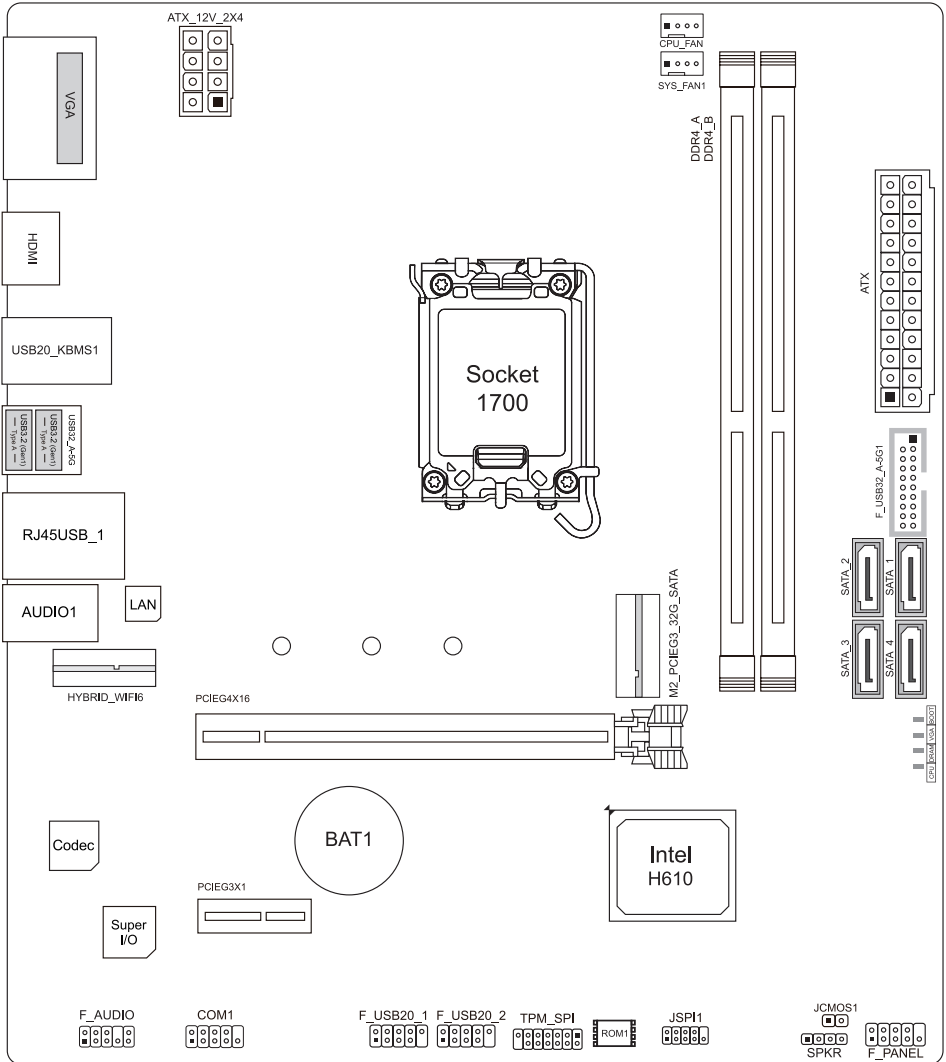 ATX_12V_2X4
CPU_FAN
SYS_FAN1
VGA
DDR4_A
DDR4_B
HDMI
ATX
USB20_KBMS1
Socket
1700
USB3.2 (Gen1)
Type A
USB3.2 (Gen1)
Type A
USB32_A-5G
F_USB32_A-5G1
RJ45USB_1
SATA_2
SATA_1
AUDIO1
LAN
M2_PCIEG3_32G_SATA
SATA_3
SATA_4
HYBRID_WIFI6
PCIEG4X16
BOOT
VGA
DRAM
CPU
BAT1
Codec
Intel
H610
PCIEG3X1
Super
I/O
F_AUDIO
COM1
F_USB20_1
F_USB20_2
TPM_SPI
ROM1
JSPI1
JCMOS1
SPKR
F_PANEL